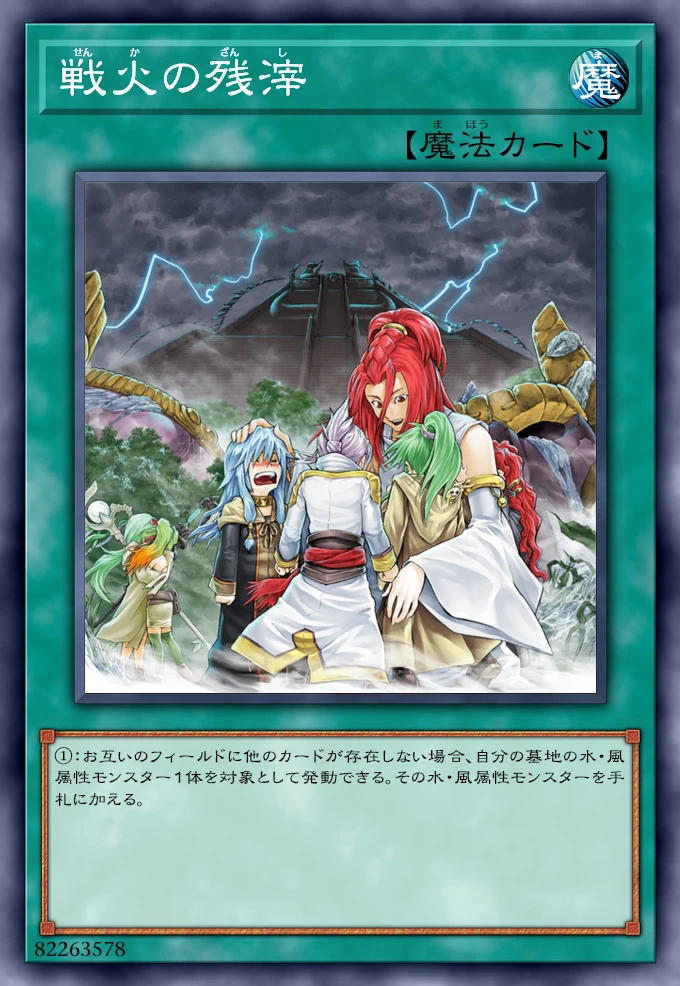 せんかざんし
戦火の残滓
魔
ま
まほう
【魔法カード】
①：お互いのフィールドに他のカードが存在しない場合、自分の墓地の水・風
属性モンスター１体を対象として発動できる。その水・風属性モンスターを手
札に加える。
82263578